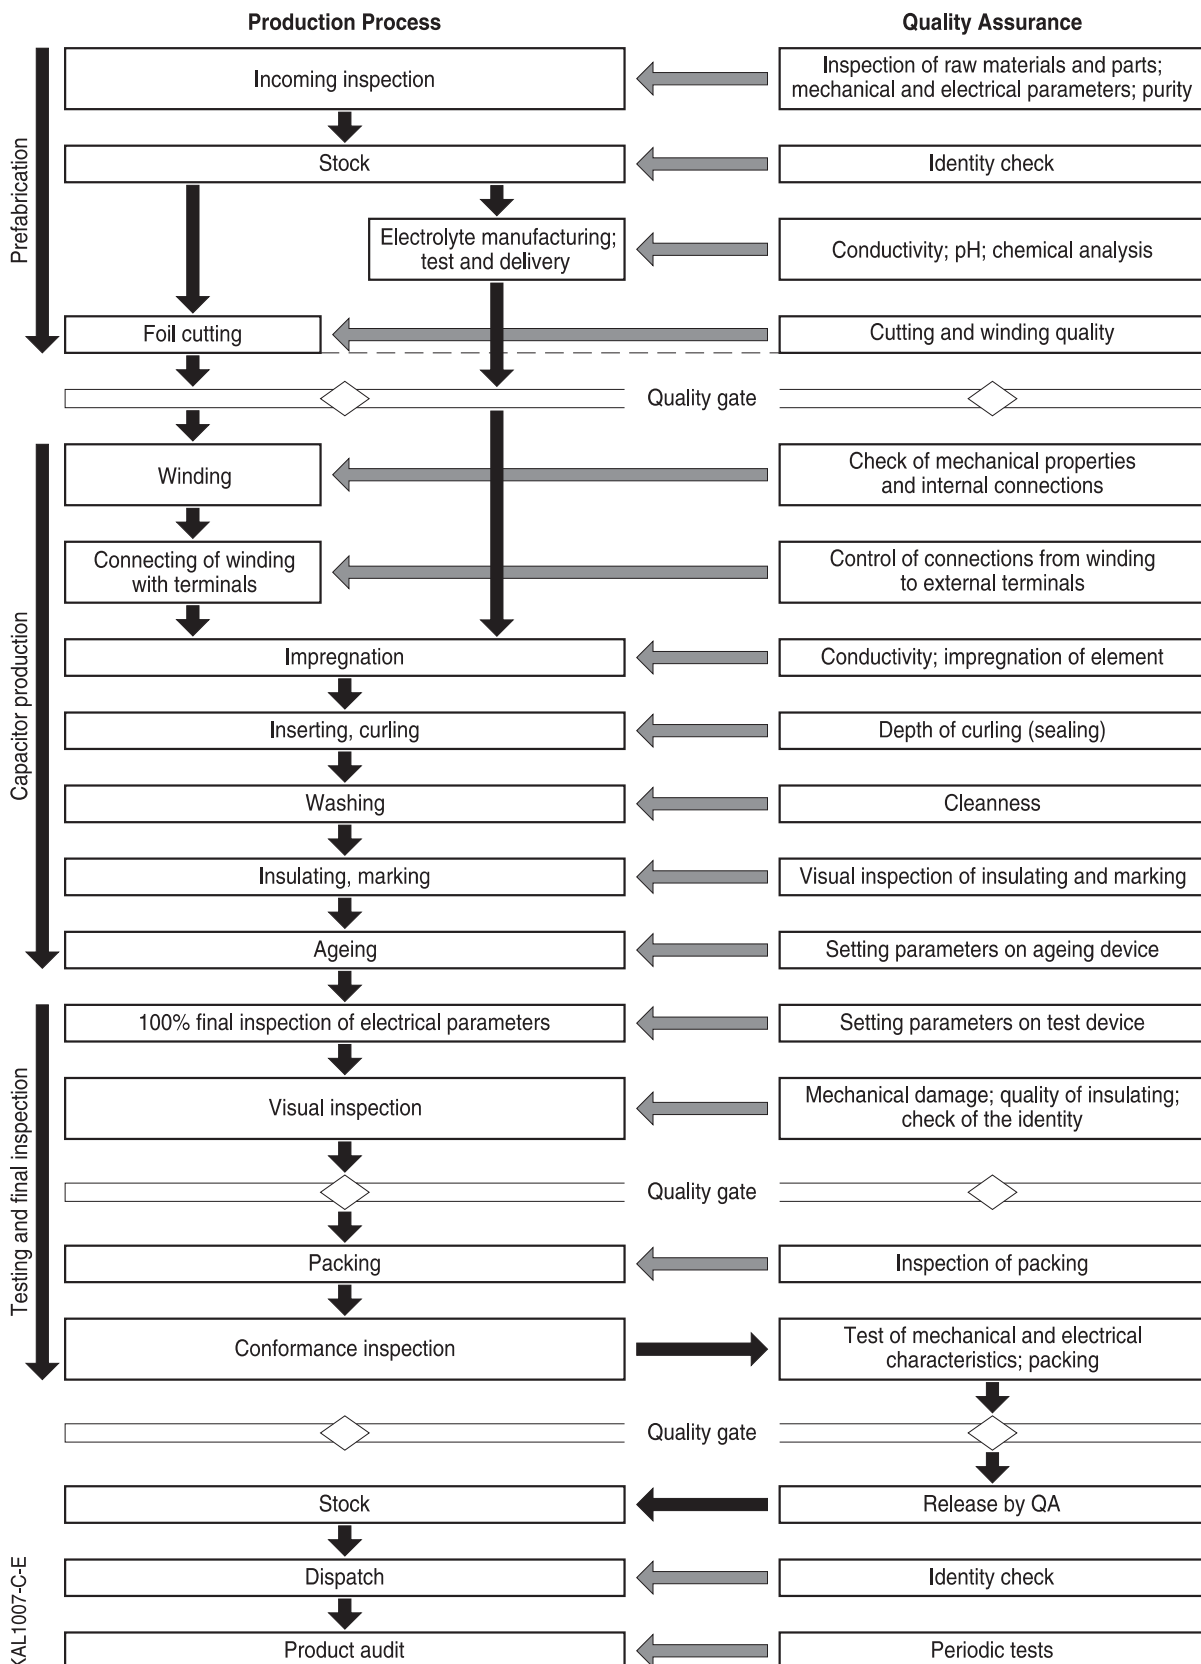 Production Process
Quality Assurance
Prefabrication
Incoming inspection
Inspection of raw materials and parts;
mechanical and electrical parameters; purity
Stock
Identity check
Electrolyte manufacturing;
test and delivery
Conductivity; pH; chemical analysis
Foil cutting
Cutting and winding quality
Quality gate
Capacitor production
Winding
Check of mechanical properties
and internal connections
Connecting of winding
with terminals
Control of connections from winding
to external terminals
Impregnation
Conductivity; impregnation of element
Inserting, curling
Depth of curling (sealing)
Washing
Cleanness
Insulating, marking
Visual inspection of insulating and marking
Ageing
Setting parameters on ageing device
Testing and final inspection
100% final inspection of electrical parameters
Setting parameters on test device
Visual inspection
Mechanical damage; quality of insulating;
check of the identity
Quality gate
Packing
Inspection of packing
Conformance inspection
Test of mechanical and electrical
characteristics; packing
Quality gate
Stock
Release by QA
Dispatch
Identity check
Product audit
Periodic tests
KAL1007-C-E